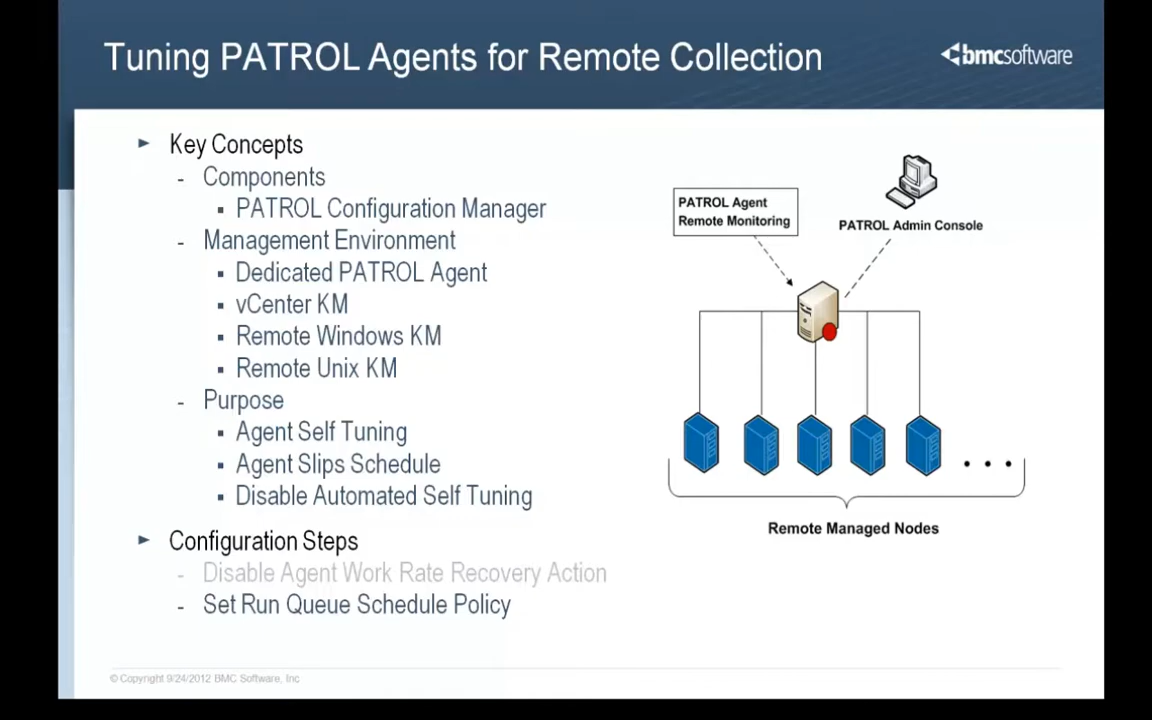 Tuning PATROL Agents for Remote Collection
bmcsoftware
Key Concepts
- Components
PATROL Configuration Manager
- Management Environment
Dedicated PATROL Agent
vCenter KM
Remote Windows KM
Remote Unix KM
- Purpose
Agent Self Tuning
Agent Slips Schedule
Disable Automated Self Tuning
Configuration Steps
- Disable Agent Work Rate Recovery Action
- Set Run Queue Schedule Policy
PATROL Agent
Remote Monitoring
PATROL Admin Console
Remote Managed Nodes
© Copyright 9/24/2012 BMC Software, Inc